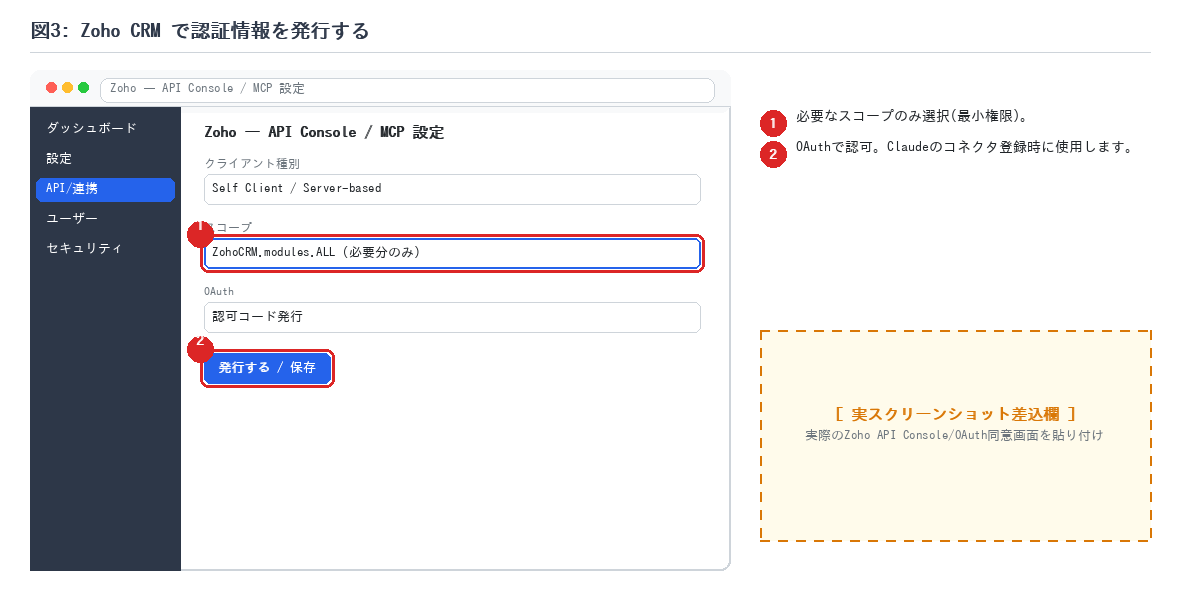 図3: Zoho CRM で認証情報を発行する
Zoho — API Console / MCP 設定
ダッシュボード
設定
API/連携
ユーザー
セキュリティ
Zoho — API Console / MCP 設定
クライアント種別
Self Client / Server-based
1
スコープ
ZohoCRM.modules.ALL (必要分のみ)
OAuth
認可コード発行
2
発行する / 保存
1 必要なスコープのみ選択(最小権限)。
2 OAuthで認可。Claudeのコネクタ登録時に使用します。
[ 実スクリーンショット差込欄 ]
実際のZoho API Console/OAuth同意画面を貼り付け